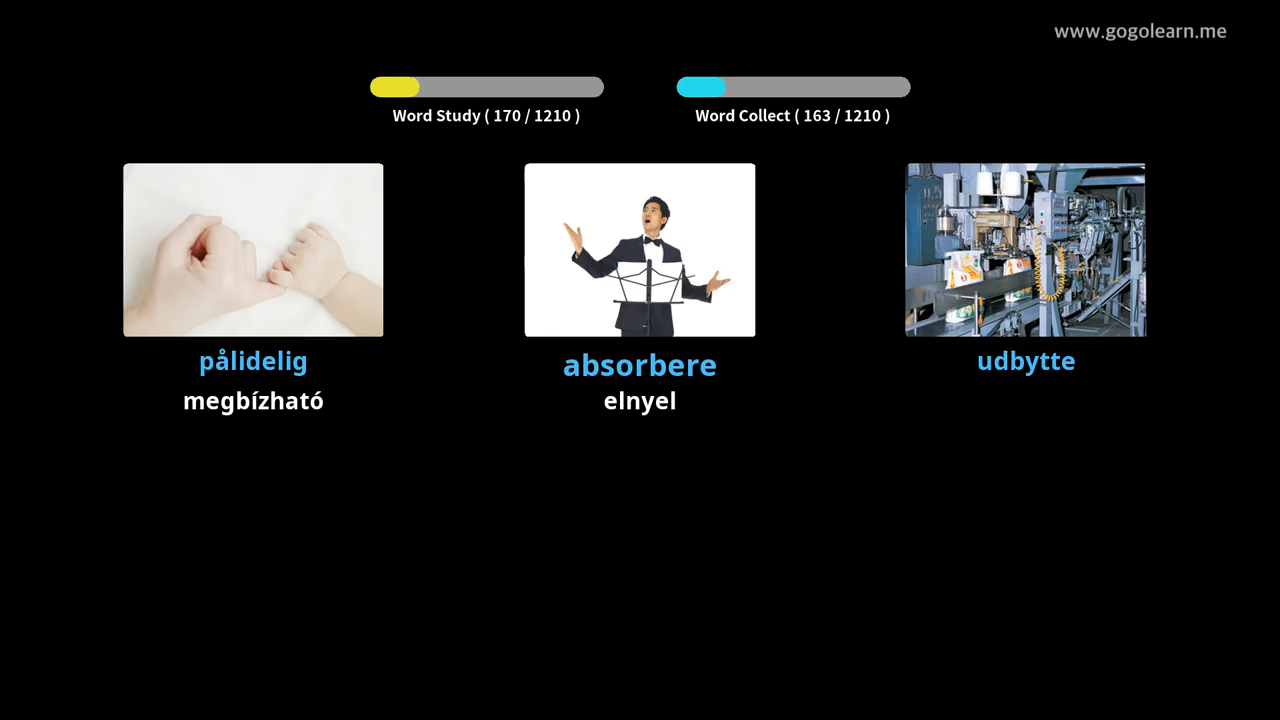 www.gogolearn.me
Word Study ( 170 / 1210 )
Word Collect ( 163 / 1210 )
pålidelig
megbízható
absorbere
elnyel
udbytte